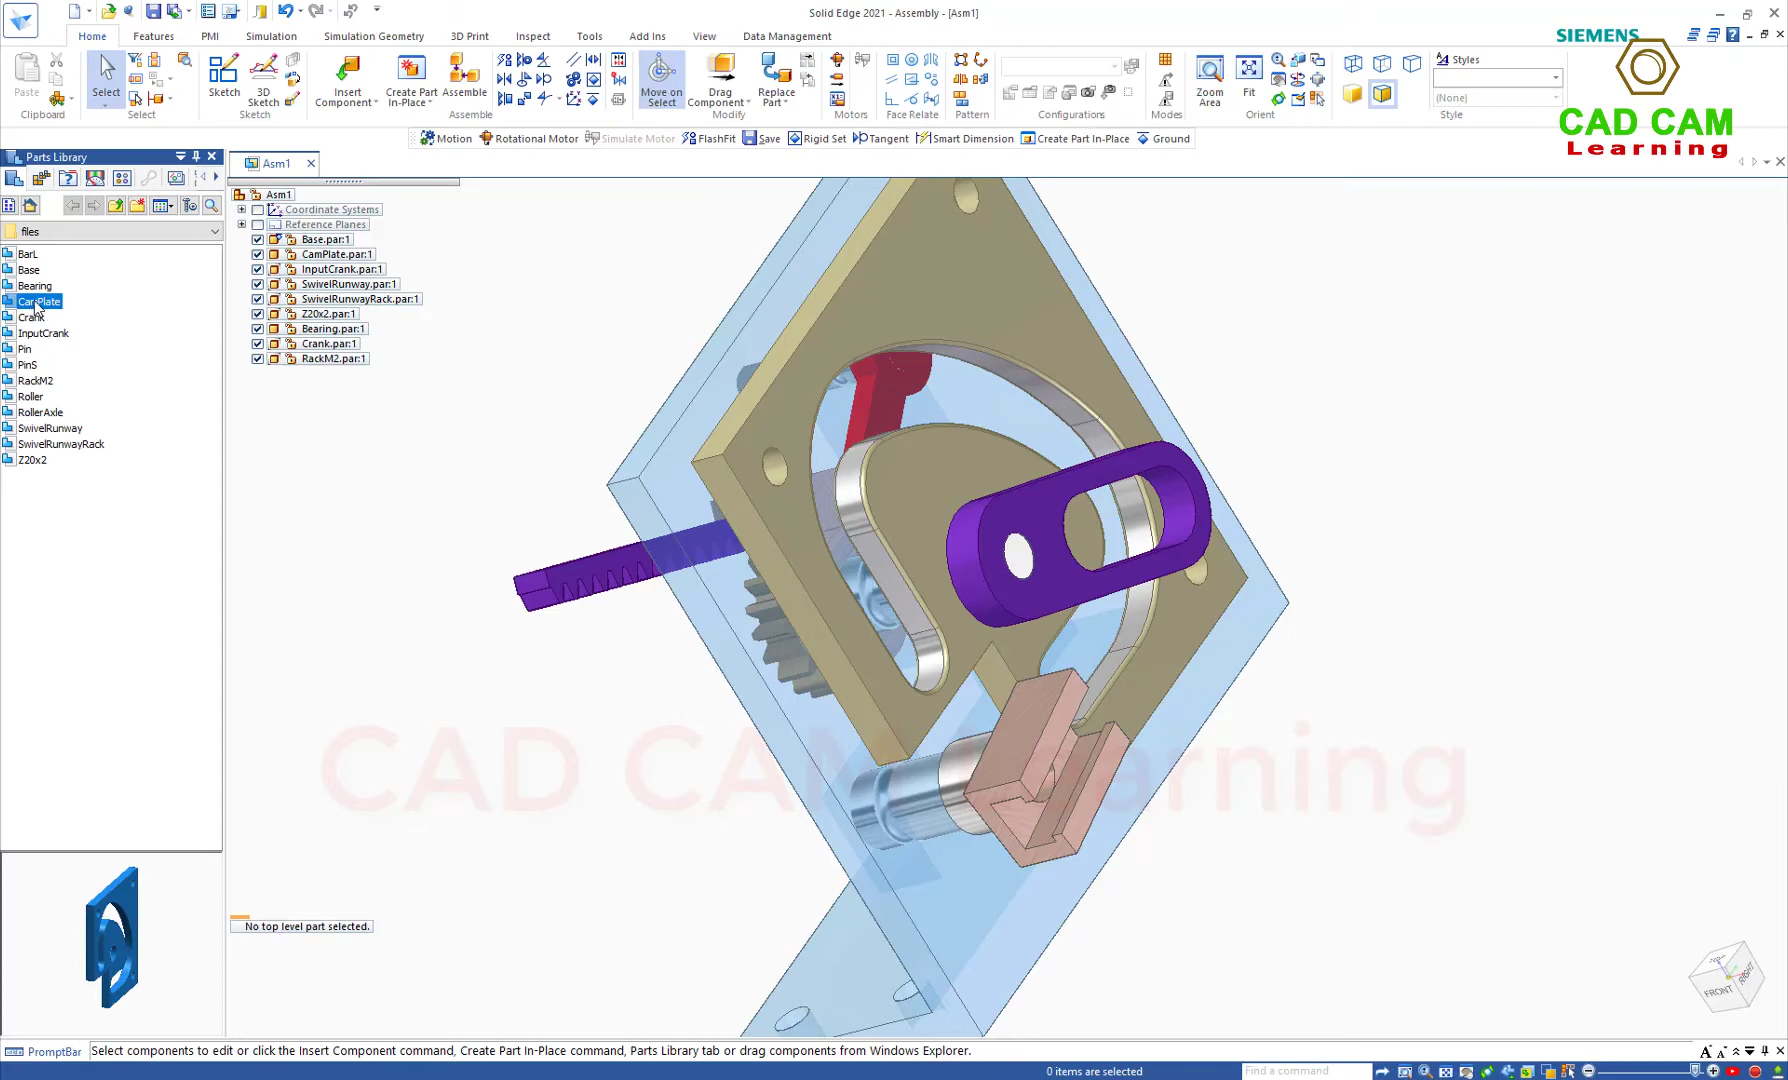 Solid Edge 2021 - Assembly - [Asm1]
Home
Features
PMI
Simulation
Simulation Geometry
3D Print
Inspect
Tools
Add Ins
View
Data Management
SIEMENS
Paste
Clipboard
Select
Select
Sketch
3D Sketch
Sketch
Insert Component
Create Part In-Place
Assemble
Assemble
Move on Select
Drag Component
Replace Part
Modify
Motors
Face Relate
Pattern
Configurations
Modes
Zoom Area
Fit
Orient
Styles
(None)
Style
CAD CAM
Learning
Motion
Rotational Motor
Simulate Motor
FlashFit
Save
Rigid Set
Tangent
Smart Dimension
Create Part In-Place
Ground
Parts Library
Asm1
files
BarL
Base
Bearing
CamPlate
Crank
InputCrank
Pin
PinS
RackM2
Roller
RollerAxle
SwivelRunway
SwivelRunwayRack
Z20x2
Asm1
Coordinate Systems
Reference Planes
Base.par:1
CamPlate.par:1
InputCrank.par:1
SwivelRunway.par:1
SwivelRunwayRack.par:1
Z20x2.par:1
Bearing.par:1
Crank.par:1
RackM2.par:1
CAD CAM Learning
No top level part selected.
FRONT
RIGHT
PromptBar
Select components to edit or click the Insert Component command, Create Part In-Place command, Parts Library tab or drag components from Windows Explorer.
0 items are selected
Find a command